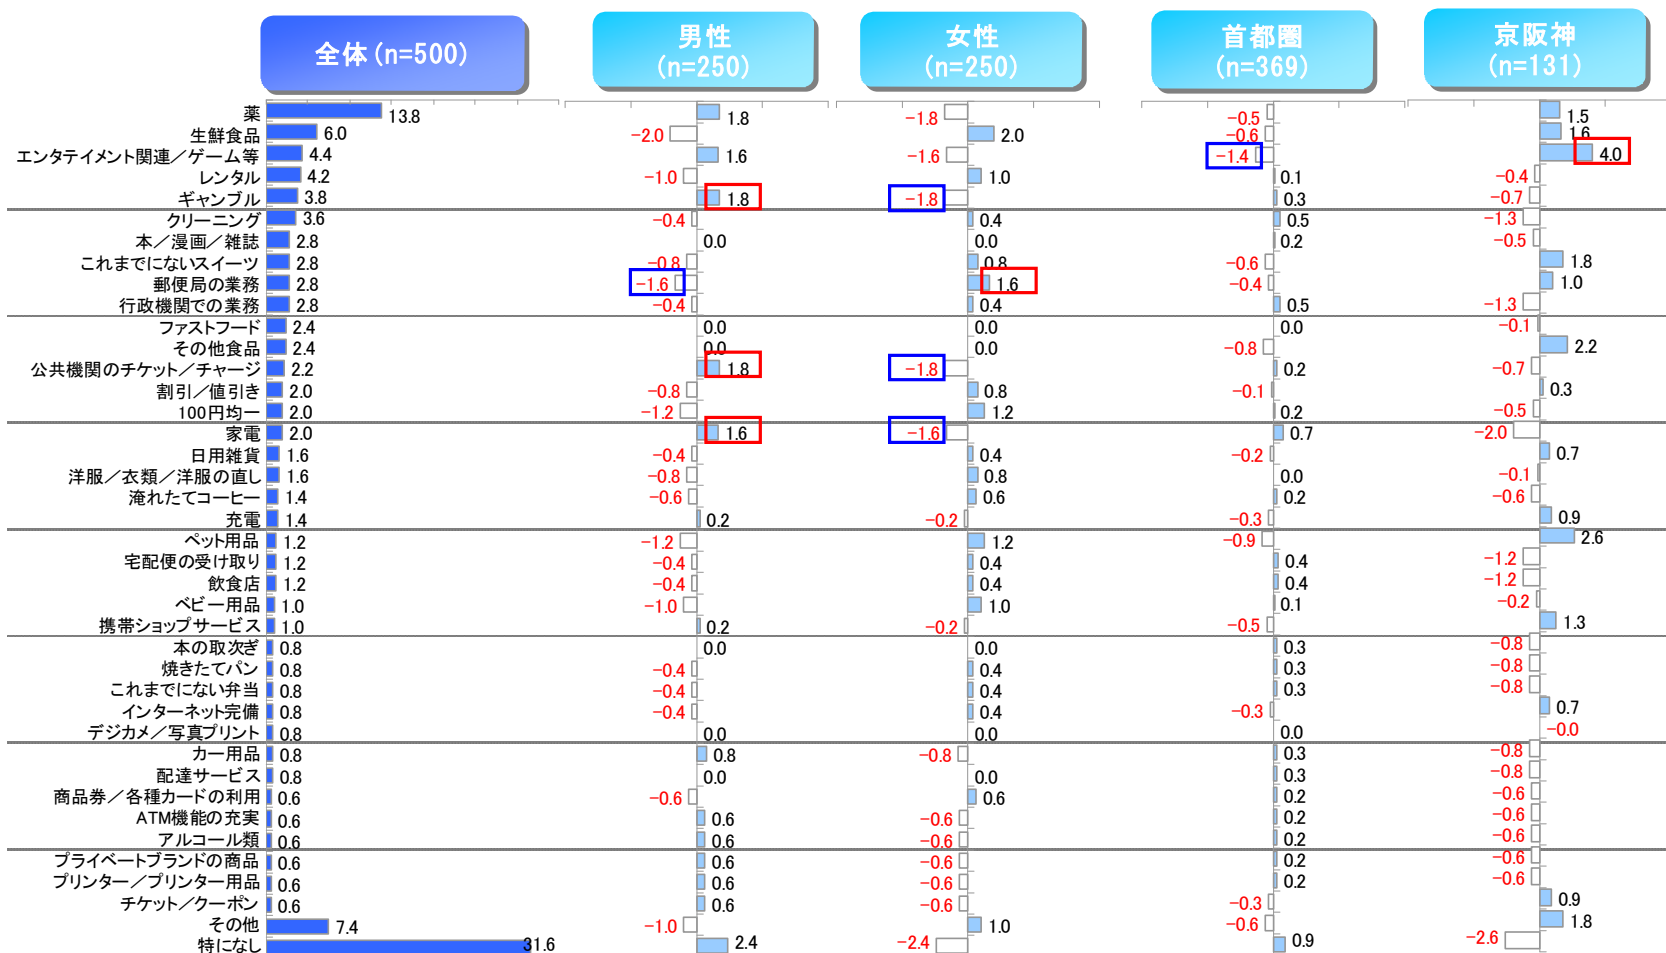 全体(n=500)
男性
(n=250)
女性
(n=250)
首都圏
(n=369)
京阪神
(n=131)
薬 13.8 1.8 -1.8 -0.5 1.5
生鮮食品 6.0 -2.0 2.0 -0.6 1.6
エンタテイメント関連/ゲーム等 4.4 1.6 -1.6 -1.4 4.0
レンタル 4.2 -1.0 1.0 0.1 -0.4
ギャンブル 3.8 1.8 -1.8 0.3 -0.7
クリーニング 3.6 -0.4 0.4 0.5 -1.3
本/漫画/雑誌 2.8 0.0 0.0 0.2 -0.5
これまでにないスイーツ 2.8 -0.8 0.8 -0.6 1.8
郵便局の業務 2.8 -1.6 1.6 -0.4 1.0
行政機関での業務 2.8 -0.4 0.4 0.5 -1.3
ファストフード 2.4 0.0 0.0 0.0 -0.1
その他食品 2.4 0.0 0.0 -0.8 2.2
公共機関のチケット/チャージ 2.2 1.8 -1.8 0.2 -0.7
割引/値引き 2.0 -0.8 0.8 -0.1 0.3
100円均一 2.0 -1.2 1.2 0.2 -0.5
家電 2.0 1.6 -1.6 0.7 -2.0
日用雑貨 1.6 -0.4 0.4 -0.2 0.7
洋服/衣類/洋服の直し 1.6 -0.8 0.8 0.0 -0.1
淹れたてコーヒー 1.4 -0.6 0.6 0.2 -0.6
充電 1.4 0.2 -0.2 -0.3 0.9
ペット用品 1.2 -1.2 1.2 -0.9 2.6
宅配便の受け取り 1.2 -0.4 0.4 0.4 -1.2
飲食店 1.2 -0.4 0.4 0.4 -1.2
ベビー用品 1.0 -1.0 1.0 0.1 -0.2
携帯ショップサービス 1.0 0.2 -0.2 -0.5 1.3
本の取次ぎ 0.8 0.0 0.0 0.3 -0.8
焼きたてパン 0.8 -0.4 0.4 0.3 -0.8
これまでにない弁当 0.8 -0.4 0.4 0.3 -0.8
インターネット完備 0.8 -0.4 0.4 -0.3 0.7
デジカメ/写真プリント 0.8 0.0 0.0 0.0 -0.0
カー用品 0.8 0.8 -0.8 0.3 -0.8
配達サービス 0.8 0.0 0.0 0.3 -0.8
商品券/各種カードの利用 0.6 -0.6 0.6 0.2 -0.6
ATM機能の充実 0.6 0.6 -0.6 0.2 -0.6
アルコール類 0.6 0.6 -0.6 0.2 -0.6
プライベートブランドの商品 0.6 0.6 -0.6 0.2 -0.6
プリンター/プリンター用品 0.6 0.6 -0.6 0.2 -0.6
チケット/クーポン 0.6 0.6 -0.6 -0.3 0.9
その他 7.4 -1.0 1.0 -0.6 1.8
特になし 31.6 2.4 -2.4 0.9 -2.6